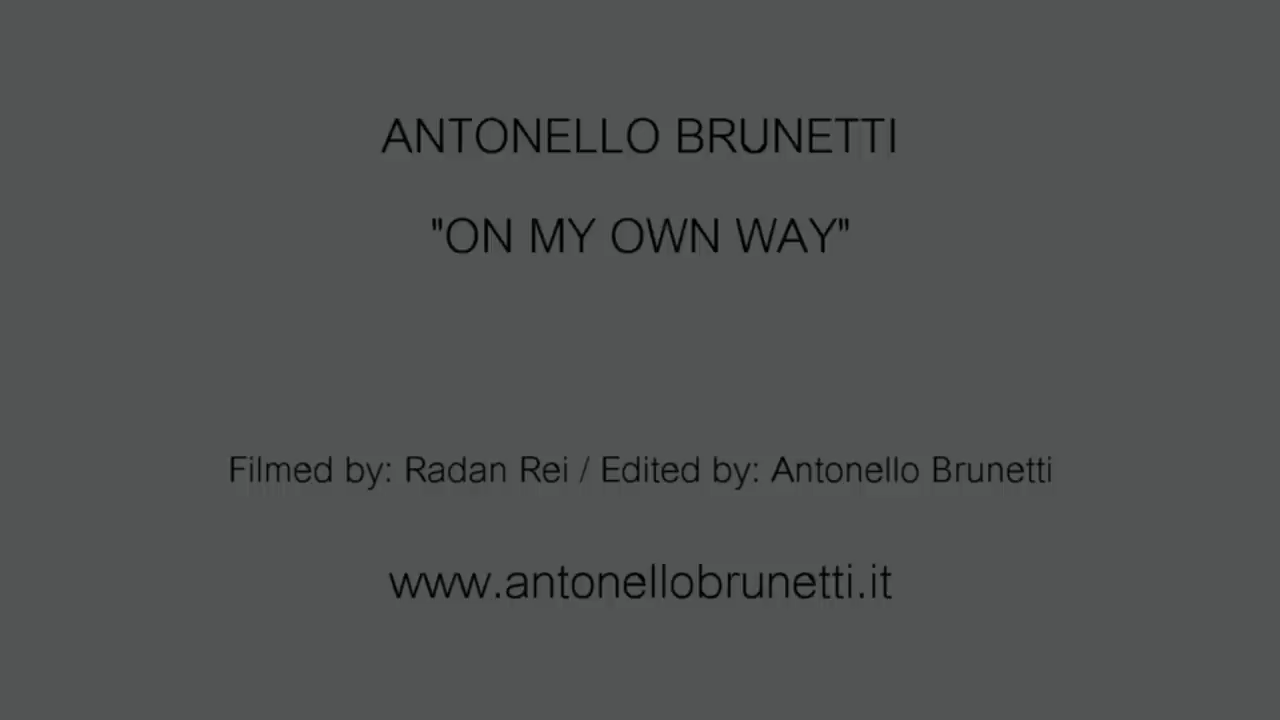 ANTONELLO BRUNETTI
"ON MY OWN WAY"
Filmed by: Radan Rei / Edited by: Antonello Brunetti
www.antonellobrunetti.it